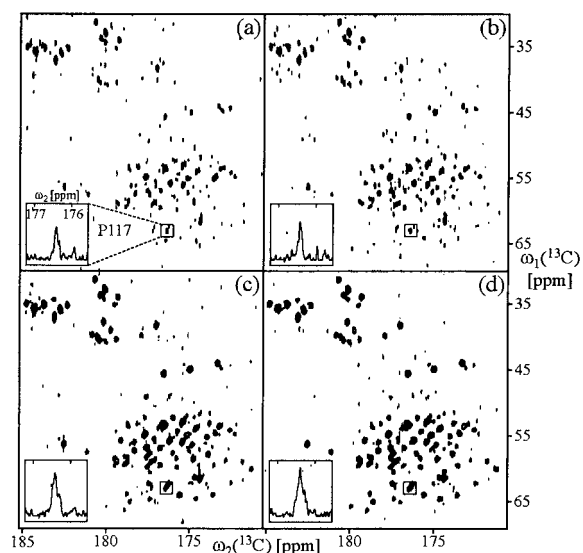 (a)
(b)
35
45
55
65
ω₂ [ppm]
177 176
P117
ω₁(¹³C)
[ppm]
(c)
(d)
35
45
55
65
185 180 175
180 175
ω₂(¹³C)
[ppm]